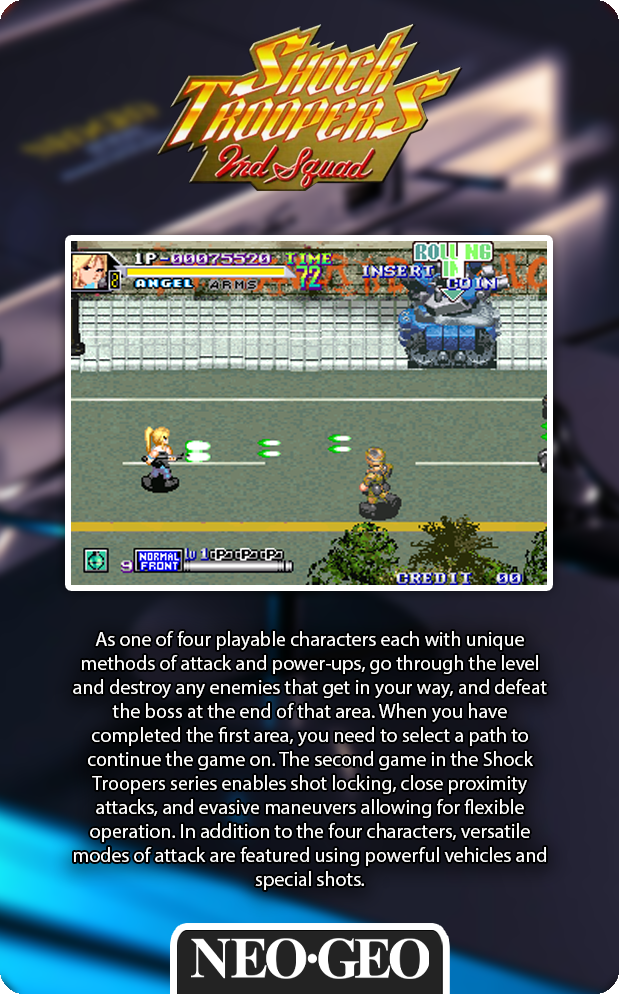 SHOCK
TROOPERS
2nd Squad
1P-00075520 TIME
72
ANGEL ARMS
INSERT COIN
ROLLING
IN
9 NORMAL FRONT
Lv 1
CREDIT 00
As one of four playable characters each with unique
methods of attack and power-ups, go through the level
and destroy any enemies that get in your way, and defeat
the boss at the end of that area. When you have
completed the first area, you need to select a path to
continue the game on. The second game in the Shock
Troopers series enables shot locking, close proximity
attacks, and evasive maneuvers allowing for flexible
operation. In addition to the four characters, versatile
modes of attack are featured using powerful vehicles and
special shots.
NEO•GEO